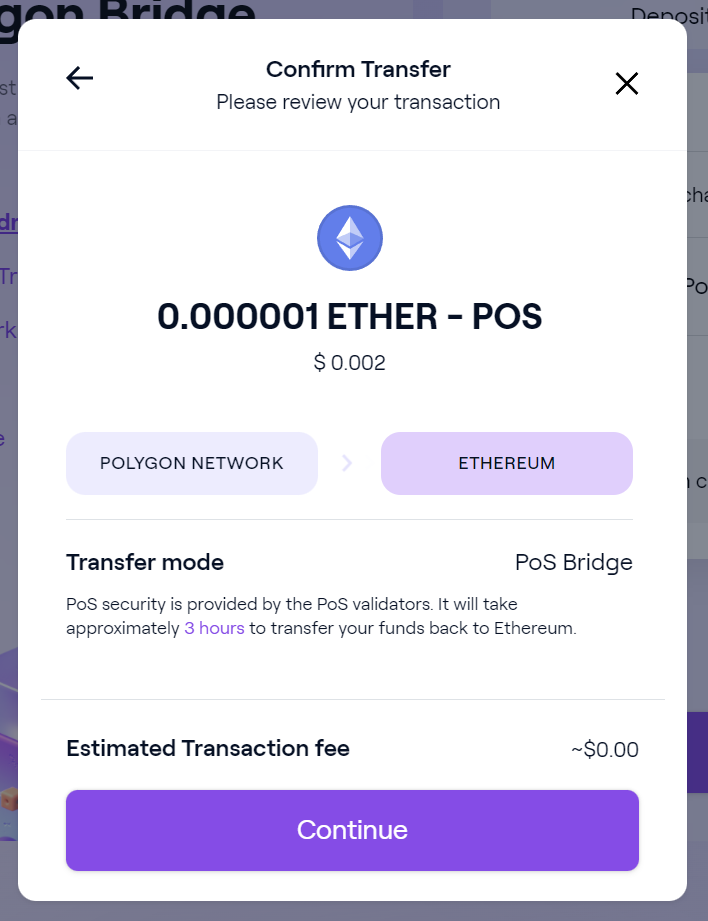 gon Bridge
Deposit
Confirm Transfer
Please review your transaction
0.000001 ETHER - POS
$ 0.002
POLYGON NETWORK
ETHEREUM
Transfer mode
PoS Bridge
PoS security is provided by the PoS validators. It will take
approximately 3 hours to transfer your funds back to Ethereum.
Estimated Transaction fee
~$0.00
Continue